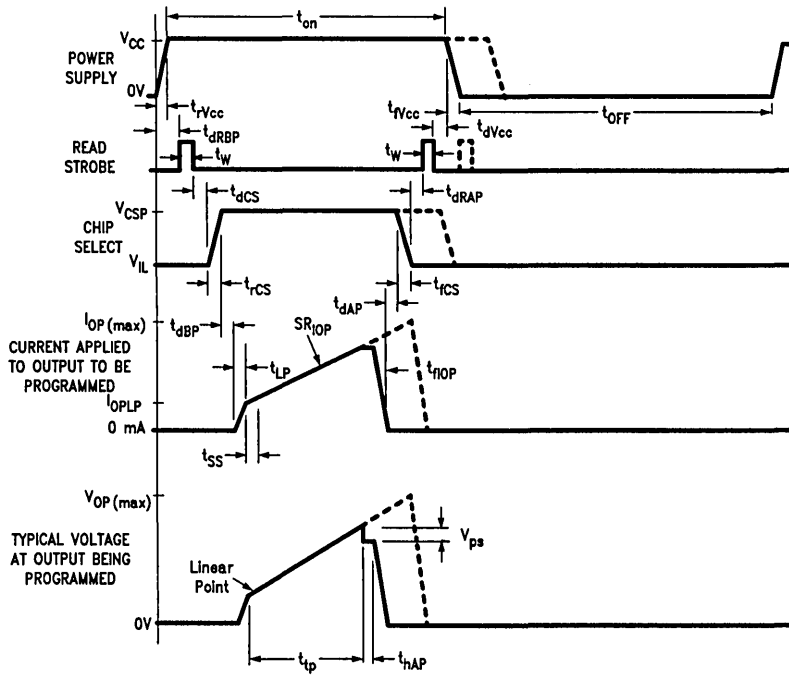 t_on
V_CC
POWER
SUPPLY
0V
t_rVcc
t_fVcc
t_dVcc
t_OFF
t_dRBP
READ
STROBE
t_W
t_W
t_dCS
t_dRAP
V_CSP
CHIP
SELECT
V_IL
t_rCS
t_fCS
t_dAP
I_OP(max)
t_dBP
SR_IOP
CURRENT APPLIED
TO OUTPUT TO BE
PROGRAMMED
t_LP
t_fIOP
I_OPLP
0 mA
t_SS
V_OP(max)
TYPICAL VOLTAGE
AT OUTPUT BEING
PROGRAMMED
V_ps
Linear
Point
0V
t_tp
t_hAP